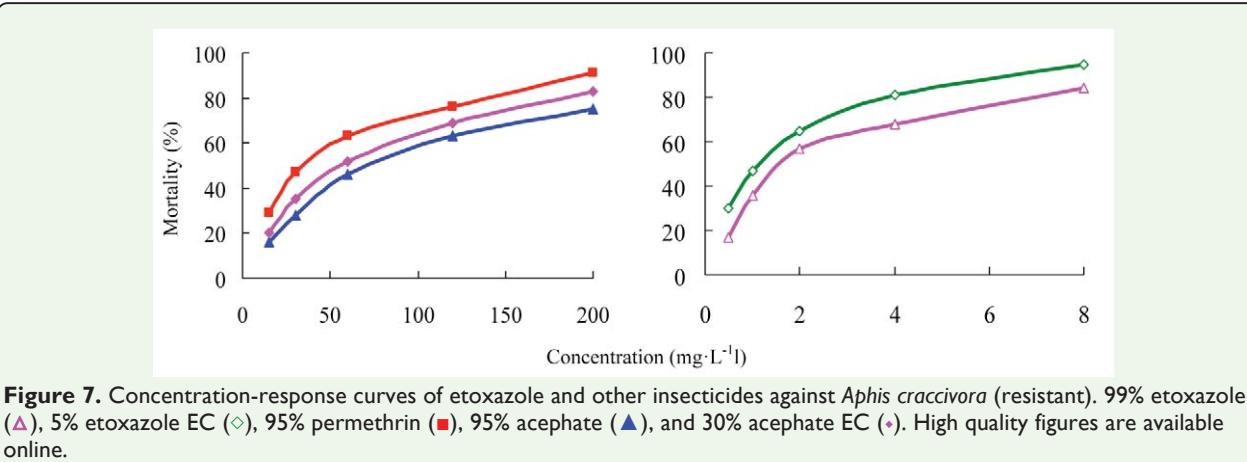 100
80
60
40
20
0
Mortality (%)
0 50 100 150 200
100
80
60
40
20
0
0 2 4 6 8
Concentration (mg·L⁻¹l)
Figure 7. Concentration-response curves of etoxazole and other insecticides against Aphis craccivora (resistant). 99% etoxazole
(△), 5% etoxazole EC (◇), 95% permethrin (■), 95% acephate (▲), and 30% acephate EC (◆). High quality figures are available
online.